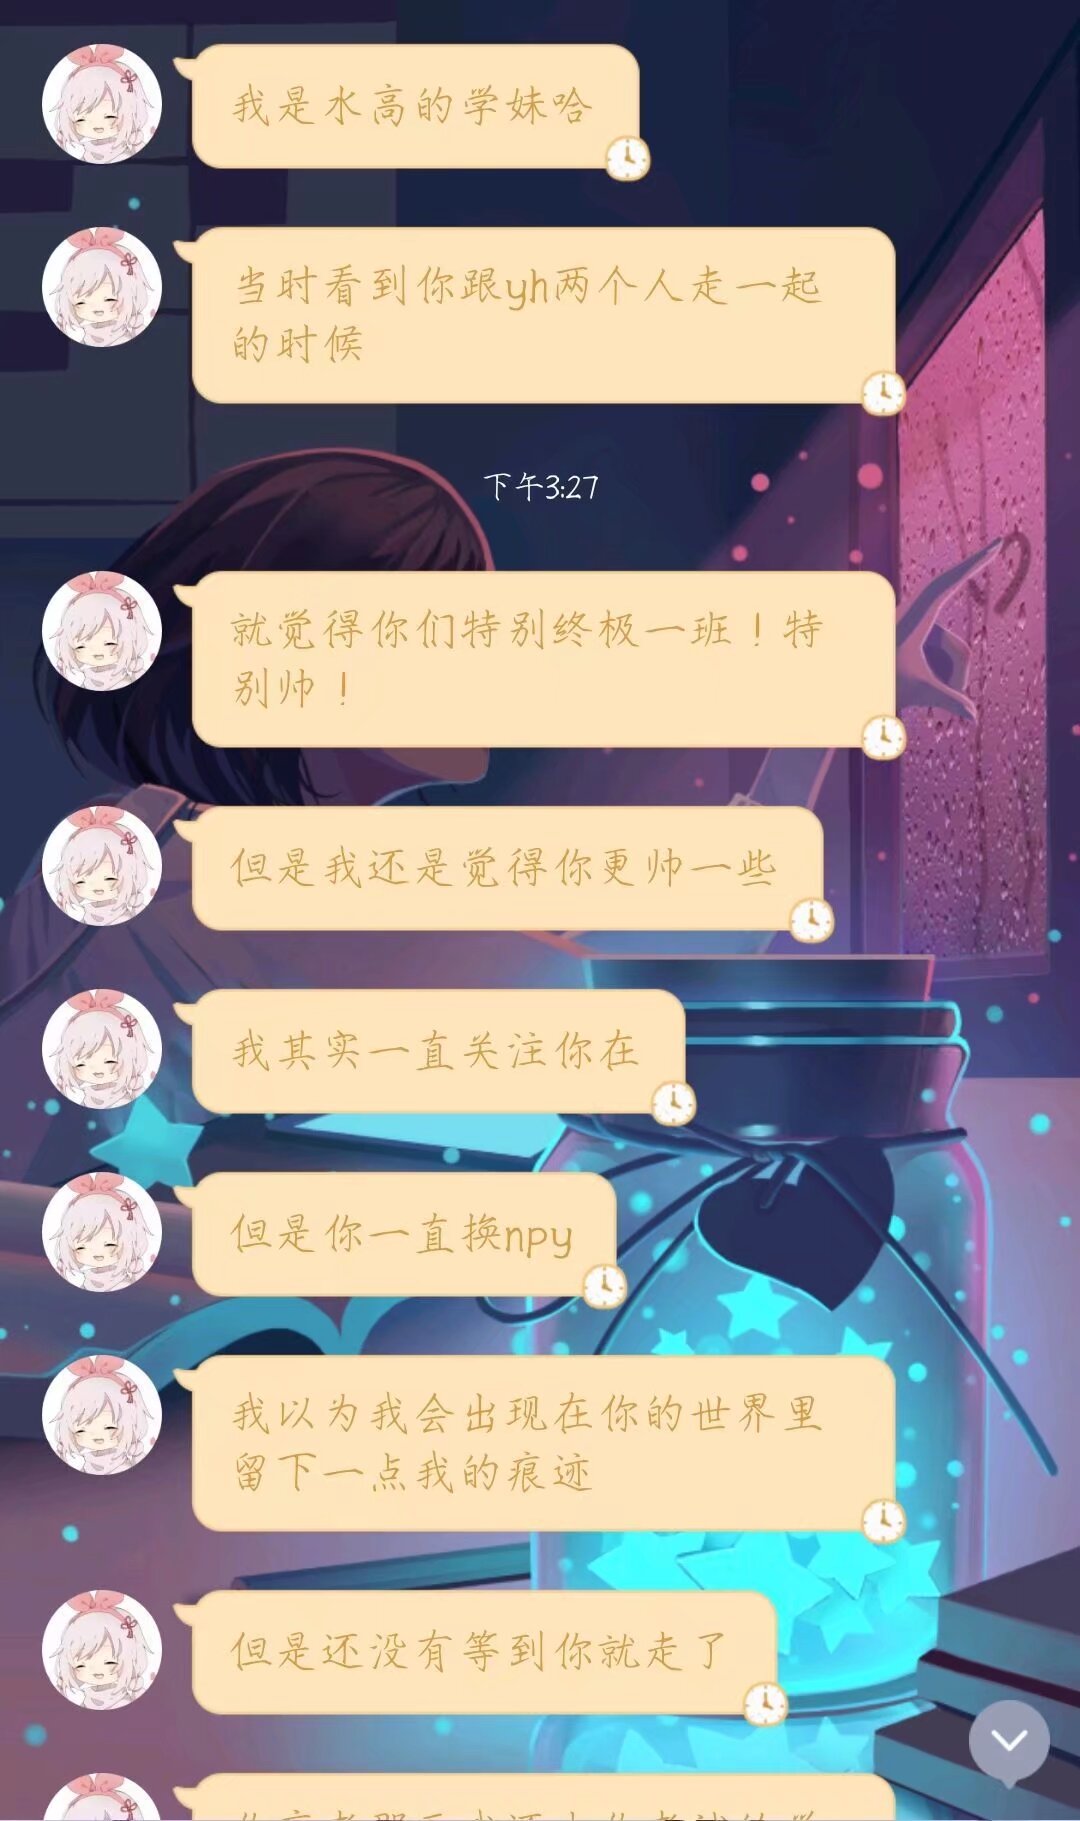 我是水高的学妹哈
当时看到你跟yh两个人走一起
的时候
下午3:27
就觉得你们特别终极一班！特
别帅！
但是我还是觉得你更帅一些
我其实一直关注你在
但是你一直换npy
我以为我会出现在你的世界里
留下一点我的痕迹
但是还没有等到你就走了